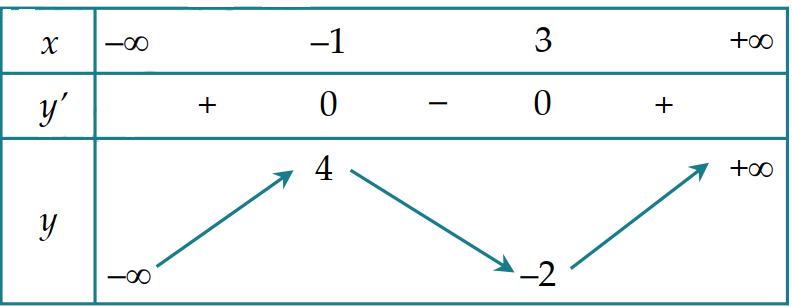 x –∞ –1 3 +∞
y′ + 0 – 0 +
4 +∞
y
–∞ –2